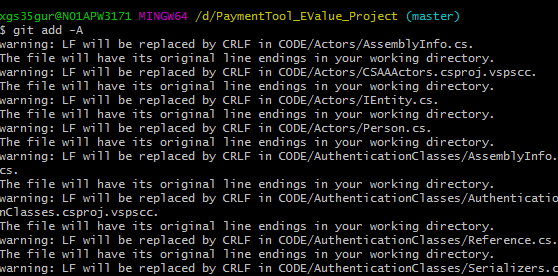 xgs35gur@NO1APW3171 MINGW64 /d/PaymentTool_EValue_Project (master)
$ git add -A
warning: LF will be replaced by CRLF in CODE/Actors/AssemblyInfo.cs.
The file will have its original line endings in your working directory.
warning: LF will be replaced by CRLF in CODE/Actors/CSAAActors.csproj.vspscc.
The file will have its original line endings in your working directory.
warning: LF will be replaced by CRLF in CODE/Actors/IEntity.cs.
The file will have its original line endings in your working directory.
warning: LF will be replaced by CRLF in CODE/Actors/Person.cs.
The file will have its original line endings in your working directory.
warning: LF will be replaced by CRLF in CODE/AuthenticationClasses/AssemblyInfo.
cs.
The file will have its original line endings in your working directory.
warning: LF will be replaced by CRLF in CODE/AuthenticationClasses/Authenticatio
nClasses.csproj.vspscc.
The file will have its original line endings in your working directory.
warning: LF will be replaced by CRLF in CODE/AuthenticationClasses/Reference.cs.
The file will have its original line endings in your working directory.
warning: LF will be replaced by CRLF in CODE/AuthenticationClasses/Serializers.c